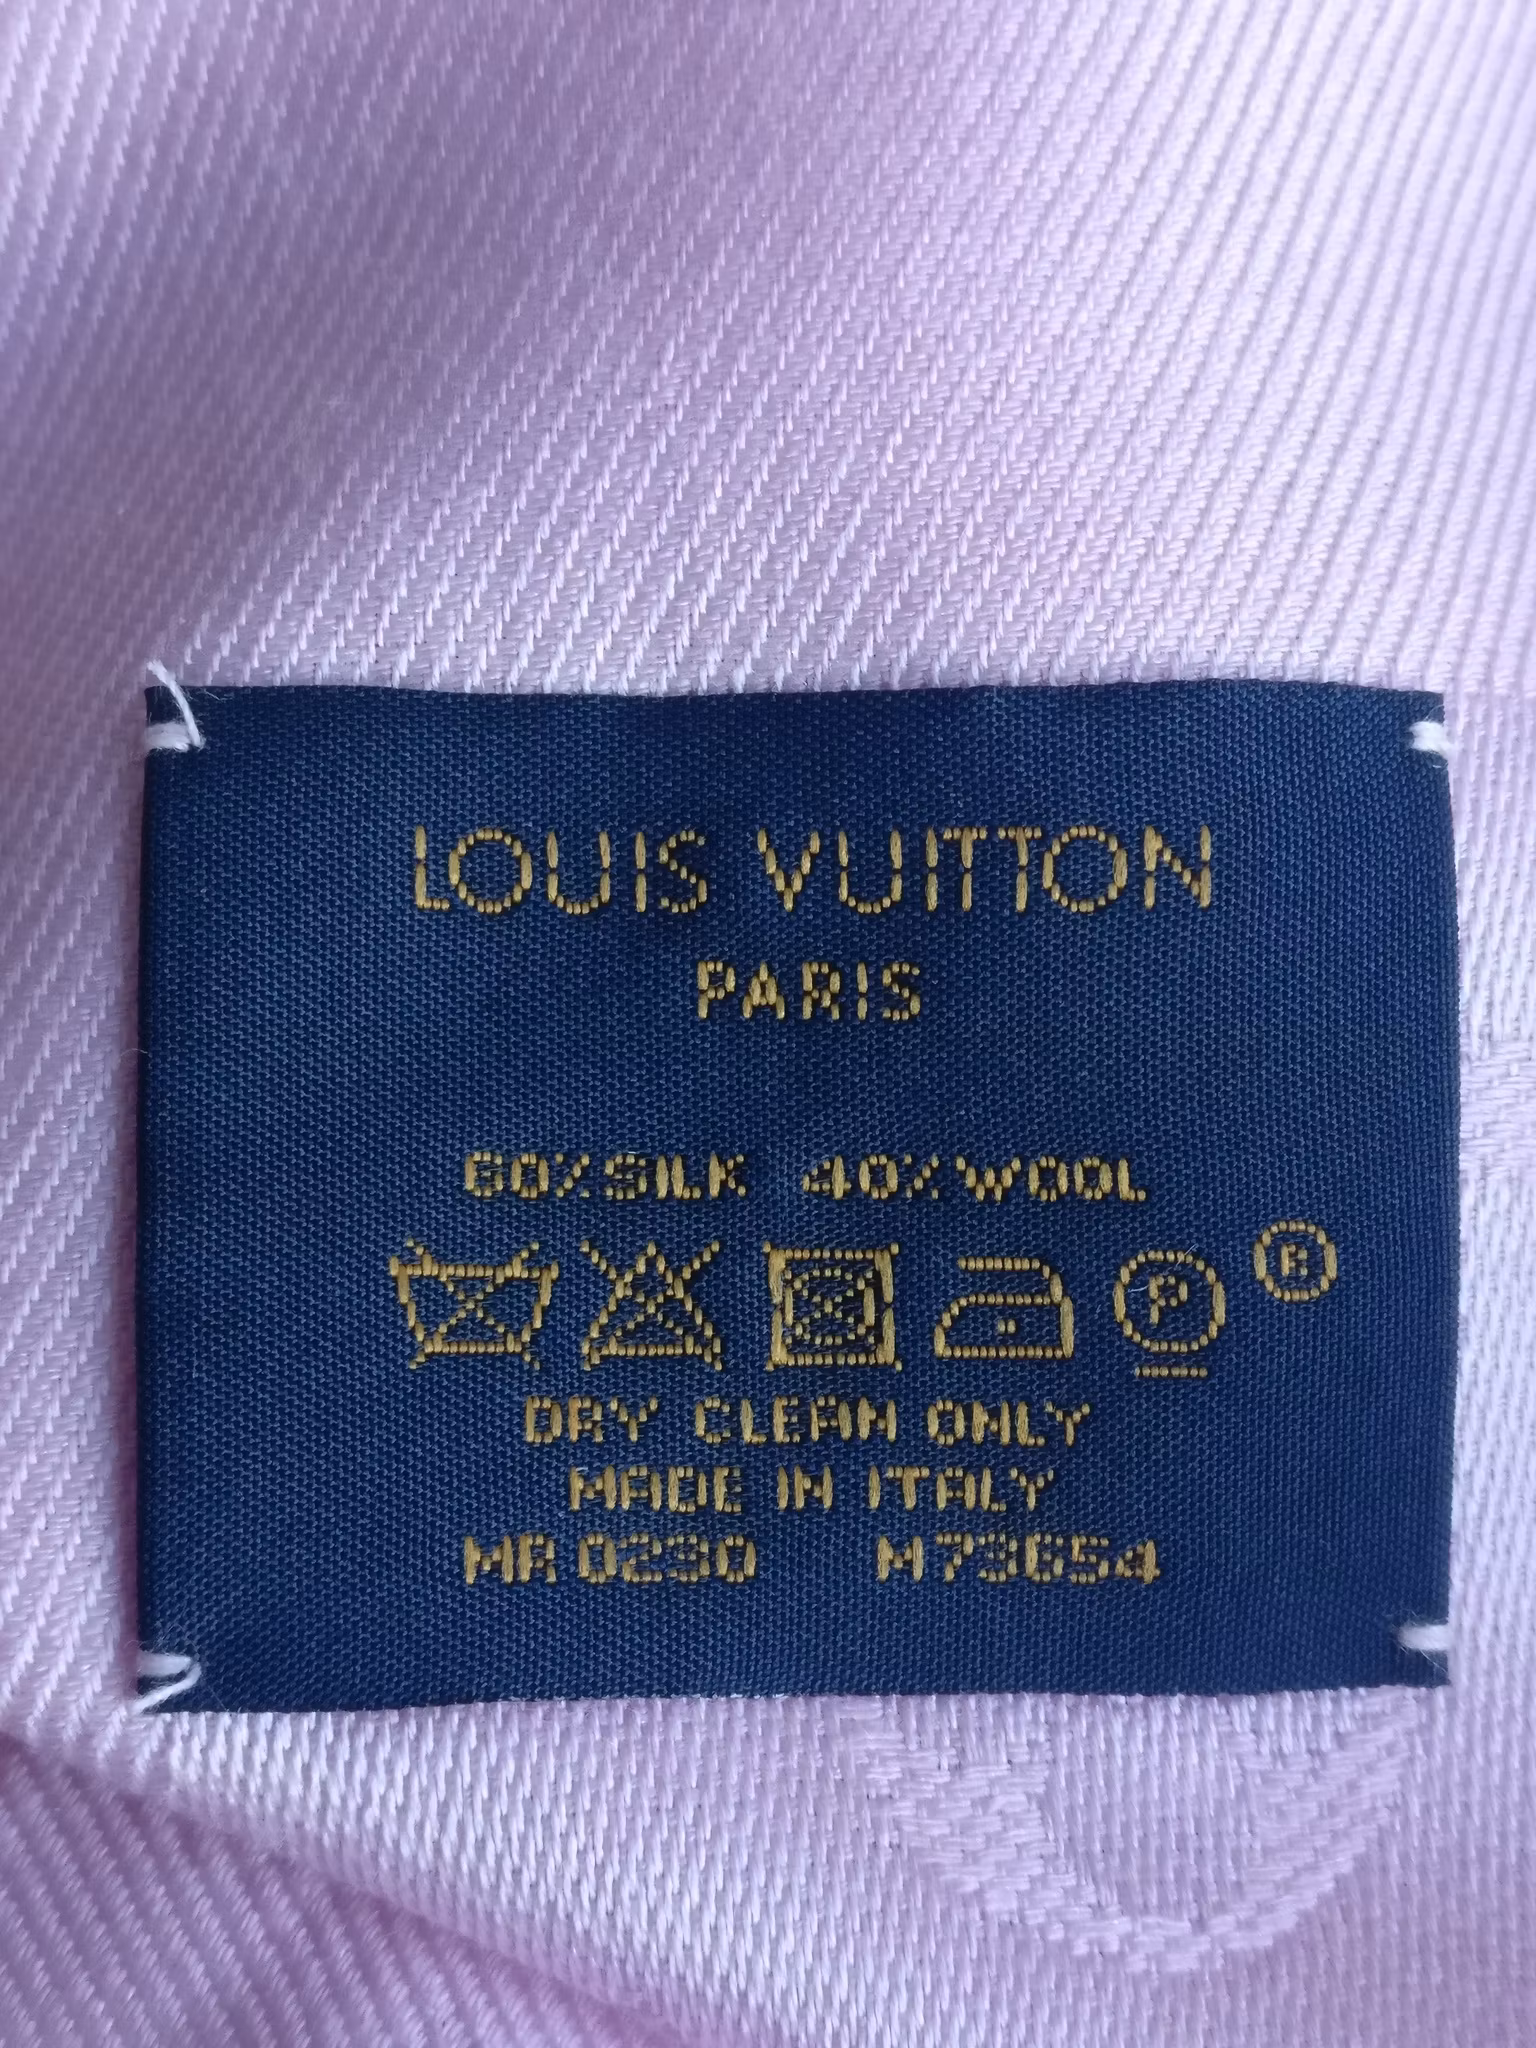 LOUIS VUITTON
PARIS
60% SILK 40% WOOL
P ®
DRY CLEAN ONLY
MADE IN ITALY
MR 0230 M73654